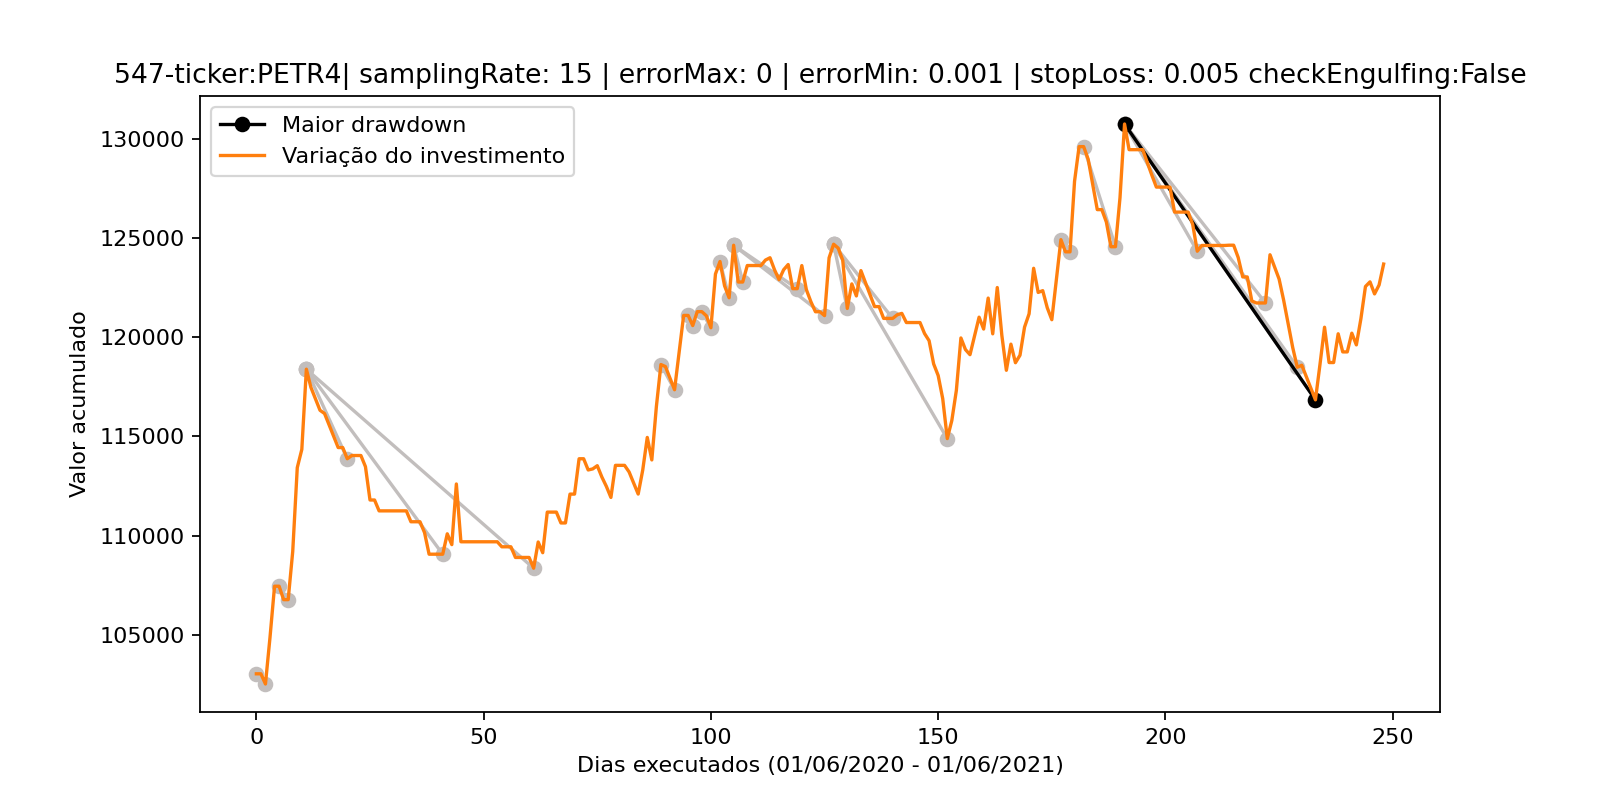 547-ticker:PETR4| samplingRate: 15 | errorMax: 0 | errorMin: 0.001 | stopLoss: 0.005 checkEngulfing:False
Maior drawdown
Variação do investimento
130000
125000
120000
115000
110000
105000
Valor acumulado
0 50 100 150 200 250
Dias executados (01/06/2020 - 01/06/2021)